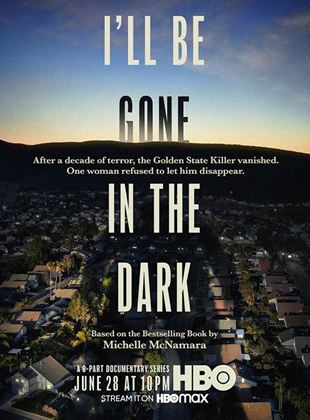 I'LL BE
GONE
After a decade of terror, the Golden State Killer vanished.
One woman refused to let him disappear.
IN THE
DARK
Based on the Bestselling Book by
Michelle McNamara
A 6-PART DOCUMENTARY SERIES
JUNE 28 AT 10PM HBO
STREAM IT ON HBOMAX